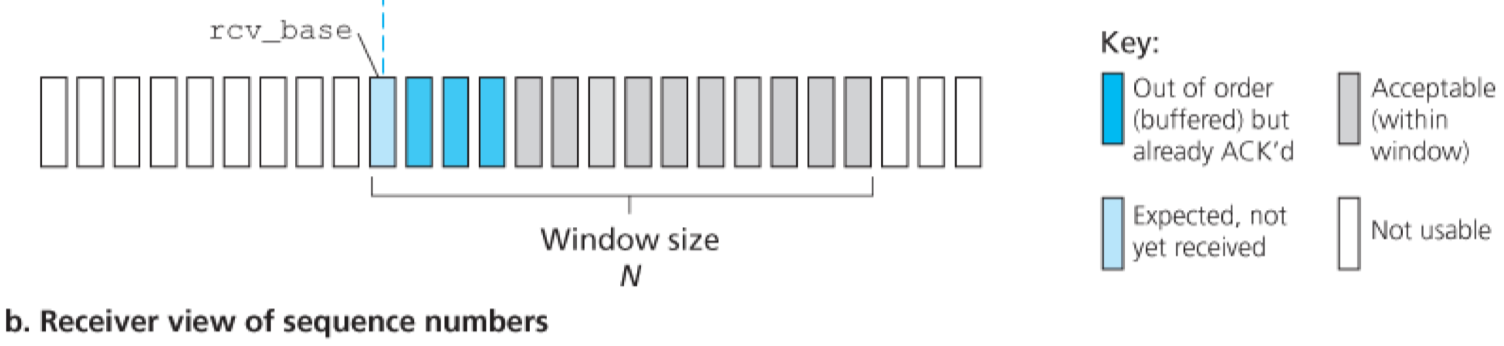 rcv_base
Key:
Out of order
(buffered) but
already ACK'd
Acceptable
(within
window)
Expected, not
yet received
Not usable
Window size
N
b. Receiver view of sequence numbers